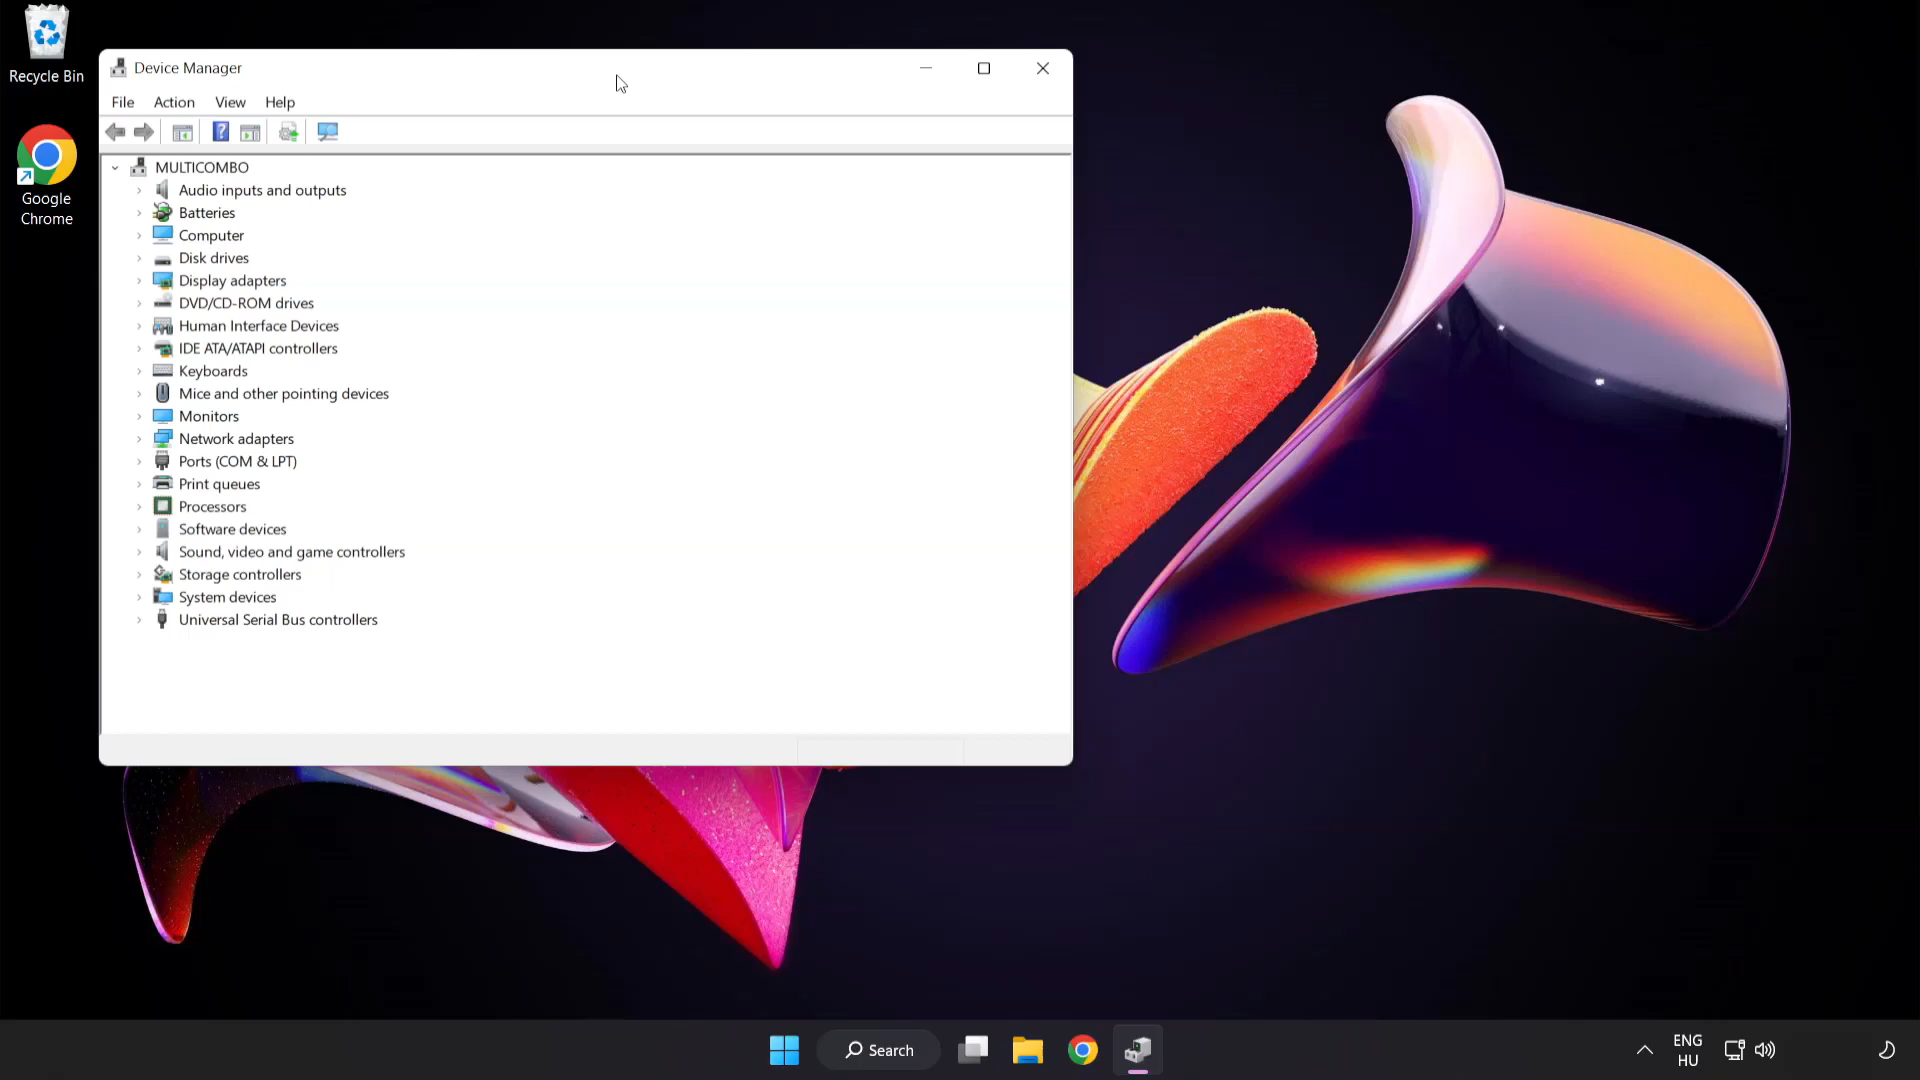 Recycle Bin
Google
Chrome
Device Manager
File Action View Help
MULTICOMBO
Audio inputs and outputs
Batteries
Computer
Disk drives
Display adapters
DVD/CD-ROM drives
Human Interface Devices
IDE ATA/ATAPI controllers
Keyboards
Mice and other pointing devices
Monitors
Network adapters
Ports (COM & LPT)
Print queues
Processors
Software devices
Sound, video and game controllers
Storage controllers
System devices
Universal Serial Bus controllers
Search
ENG
HU